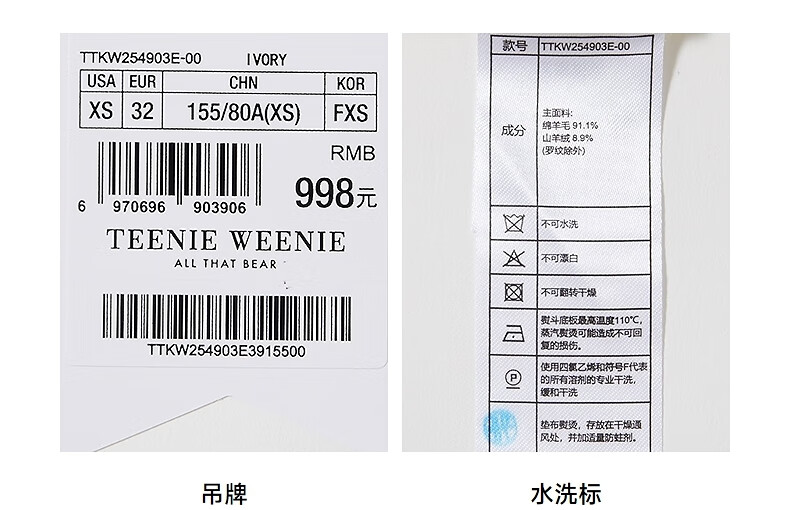 TTKW254903E-00 IVORY
USA EUR CHN KOR
XS 32 155/80A(XS) FXS
RMB
998元
6 970696 903906
TEENIE WEENIE
ALL THAT BEAR
TTKW254903E3915500
吊牌
款号 TTKW254903E-00
成分
主面料:
绵羊毛 91.1%
山羊绒 8.9%
(罗纹除外)
不可水洗
不可漂白
不可翻转干燥
熨斗底板最高温度110℃,
蒸汽熨烫可能造成不可回
复的损伤。
P
使用四氯乙烯和符号F代表
的所有溶剂的专业干洗,
缓和干洗
垫布熨烫，存放在干燥通
风处，并加适量防蛀剂。
水洗标